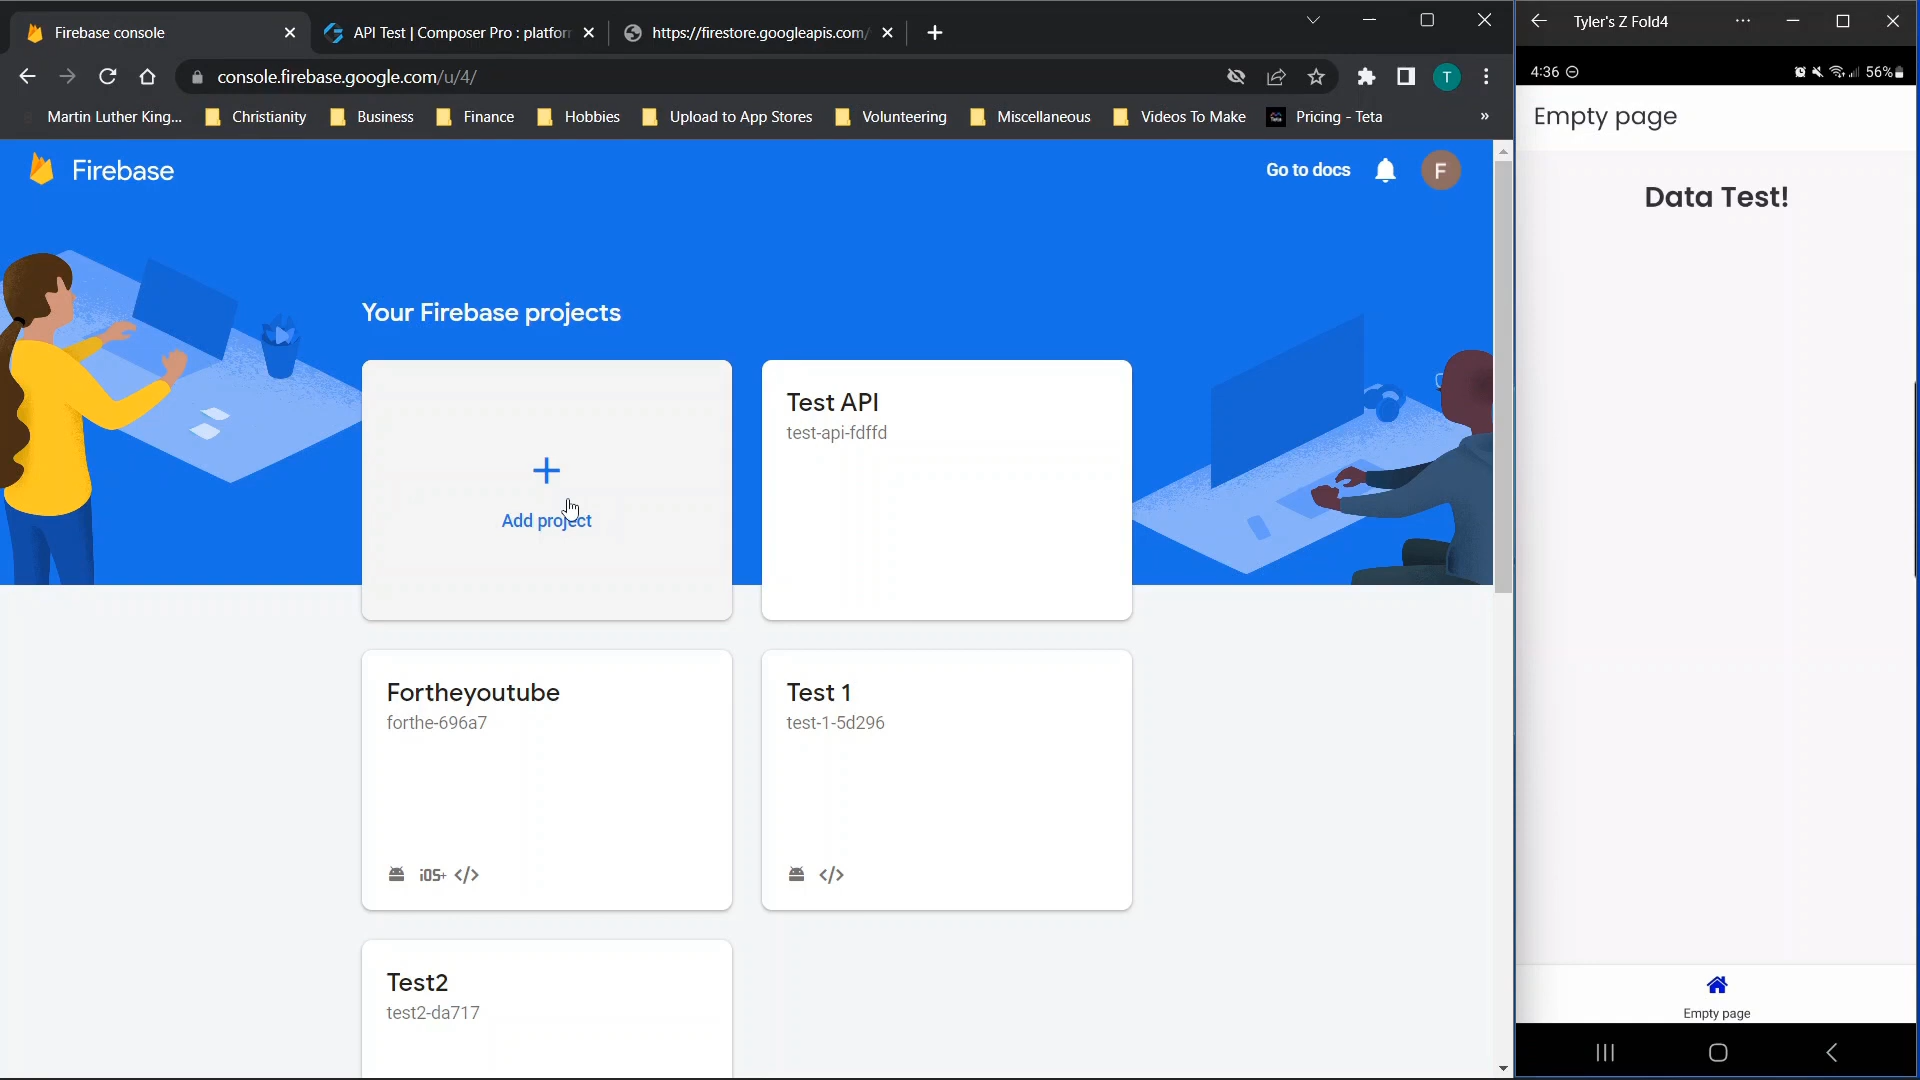 Firebase console
API Test | Composer Pro : platfor
https://firestore.googleapis.com/
Tyler's Z Fold4
console.firebase.google.com/u/4/
T
4:36
56%
Martin Luther King...
Christianity
Business
Finance
Hobbies
Upload to App Stores
Volunteering
Miscellaneous
Videos To Make
Pricing - Teta
»
Empty page
Firebase
Go to docs
F
Data Test!
Your Firebase projects
Add project
Test API
test-api-fdffd
Fortheyoutube
forthe-696a7
iOS+ </>
Test 1
test-1-5d296
</>
Test2
test2-da717
Empty page